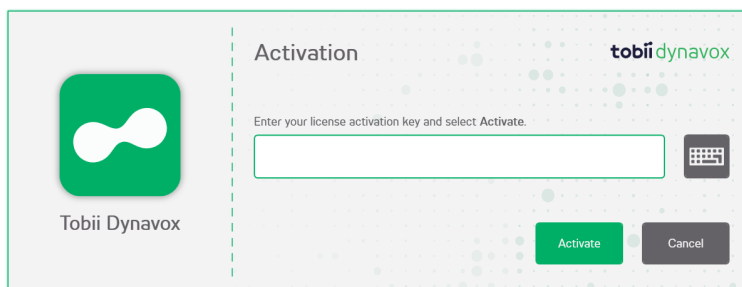 Activation
tobii dynavox
Enter your license activation key and select Activate.
Tobii Dynavox
Activate
Cancel